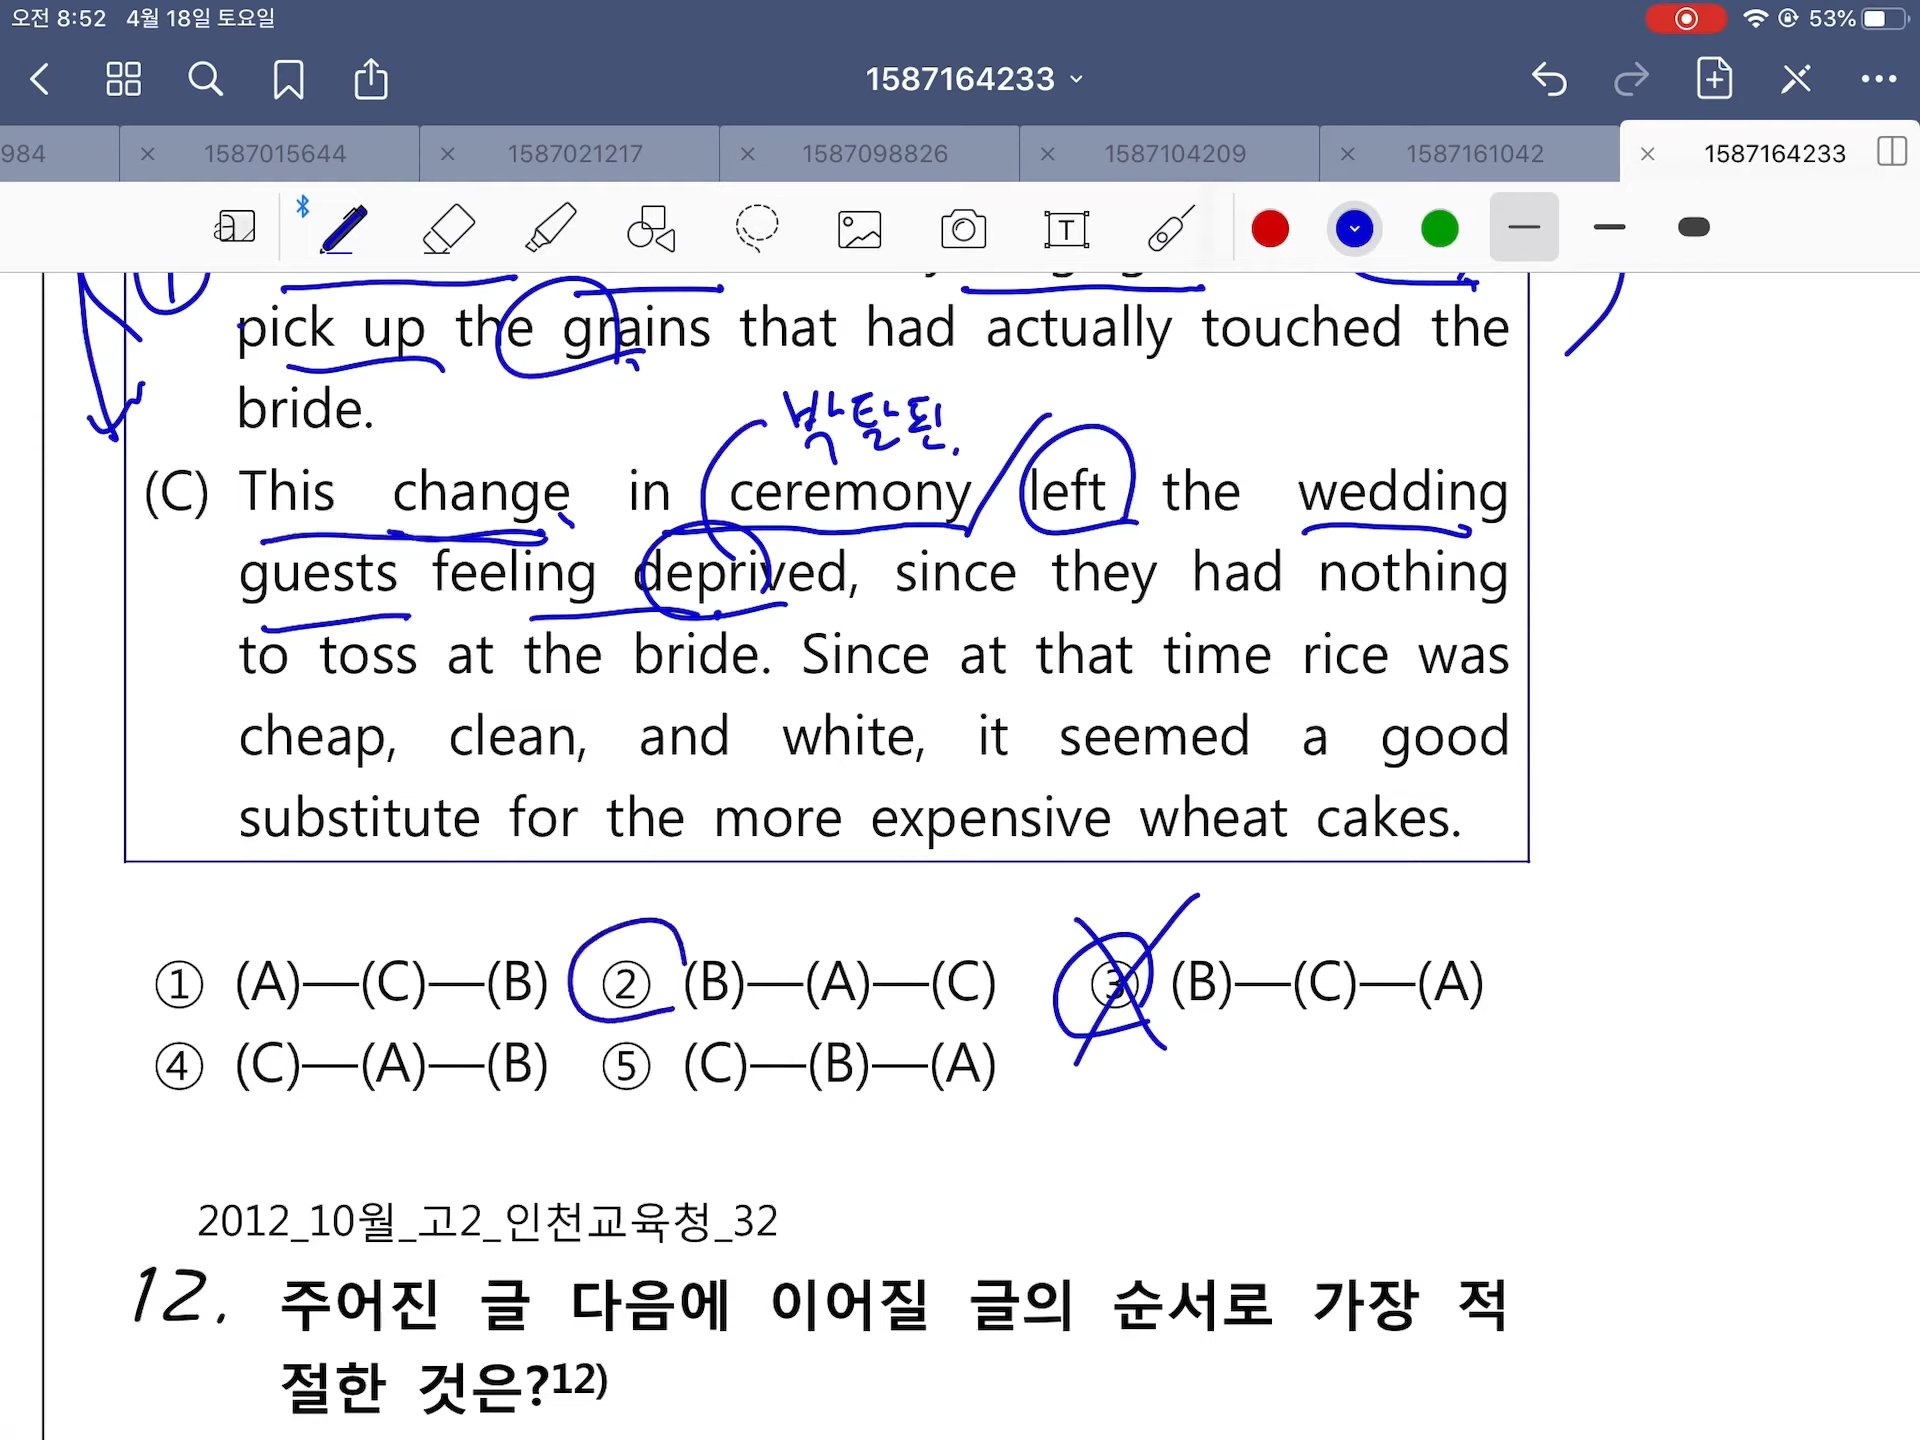 오전 8:52 4월 18일 토요일
53%
1587164233
984
1587015644
1587021217
1587098826
1587104209
1587161042
1587164233
pick up the grains that had actually touched the
bride.
박탈된.
(C) This change in ceremony left the wedding
guests feeling deprived, since they had nothing
to toss at the bride. Since at that time rice was
cheap, clean, and white, it seemed a good
substitute for the more expensive wheat cakes.
① (A)—(C)—(B) ② (B)—(A)—(C) ③ (B)—(C)—(A)
④ (C)—(A)—(B) ⑤ (C)—(B)—(A)
2012_10월_고2_인천교육청_32
12. 주어진 글 다음에 이어질 글의 순서로 가장 적
절한 것은?12)